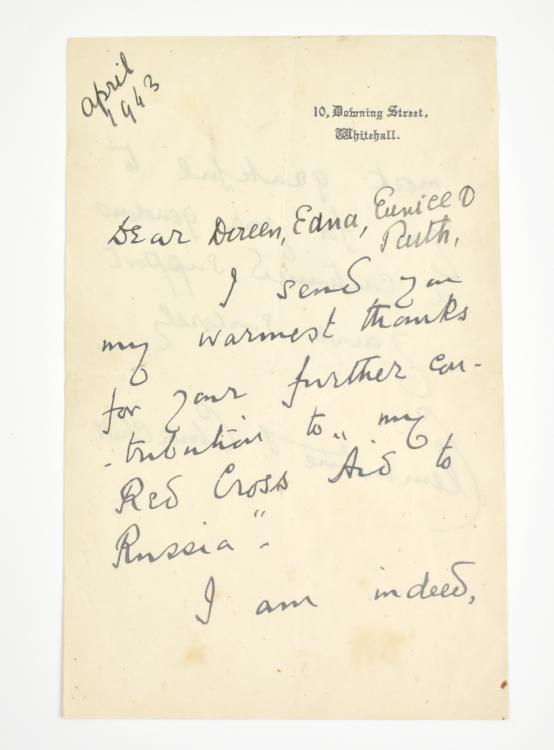 April
1943
10, Downing Street,
Whitehall.
Dear Doreen, Edna, Eunice &
Ruth,
I send you
my warmest thanks
for your further con-
-tribution to "my
Red Cross Aid to
Russia".
I am indeed,